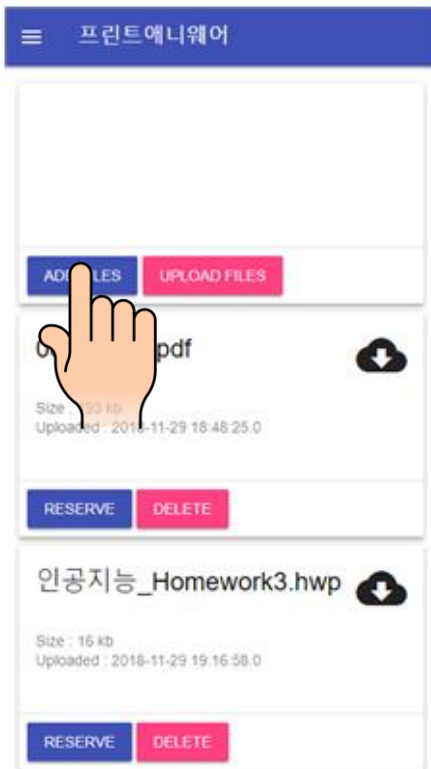 프린트애니웨어
UPLOAD FILES
pdf
Size : kb
Uploaded : 2018-11-29 18:48:25.0
RESERVE DELETE
인공지능_Homework3.hwp
Size : 16 kb
Uploaded : 2018-11-29 19:16:58.0
RESERVE DELETE